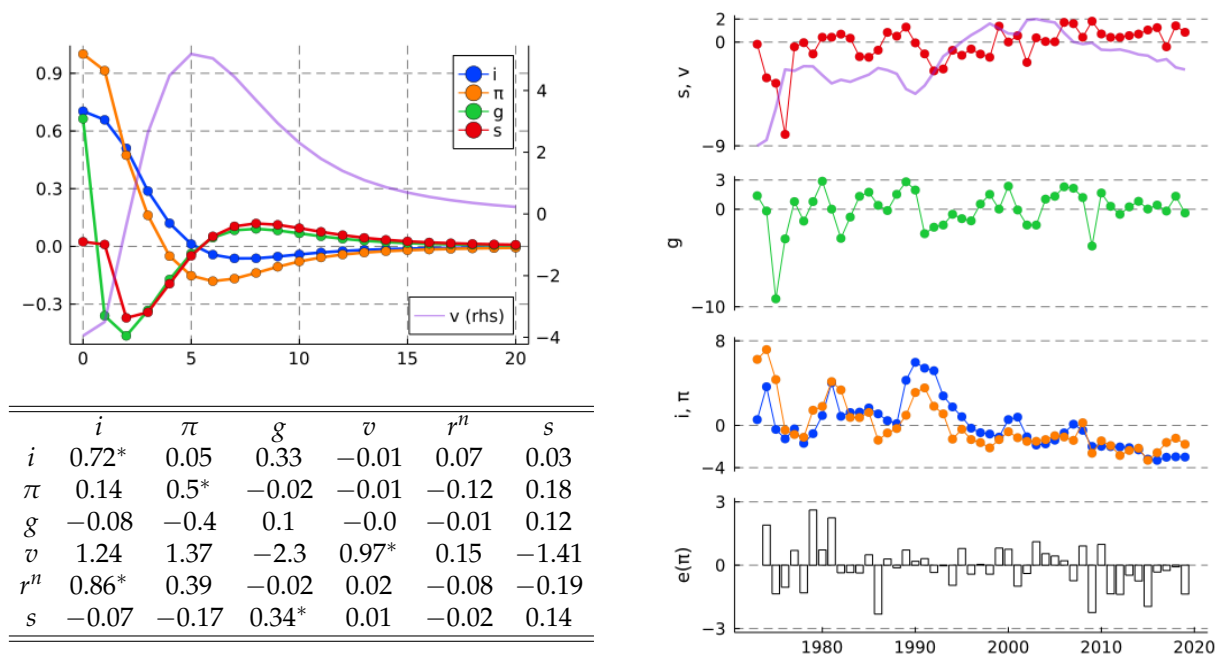 0.9
0.6
0.3
0.0
−0.3
0
5
10
15
20
4
2
0
−2
−4
i
π
g
s
v (rhs)
i π g v rⁿ s
i 0.72* 0.05 0.33 −0.01 0.07 0.03
π 0.14 0.5* −0.02 −0.01 −0.12 0.18
g −0.08 −0.4 0.1 −0.0 −0.01 0.12
v 1.24 1.37 −2.3 0.97* 0.15 −1.41
rⁿ 0.86* 0.39 −0.02 0.02 −0.08 −0.19
s −0.07 −0.17 0.34* 0.01 −0.02 0.14
s, v
2
0
−9
g
3
0
−10
i, π
8
0
−4
e(π)
3
0
−3
1980
1990
2000
2010
2020